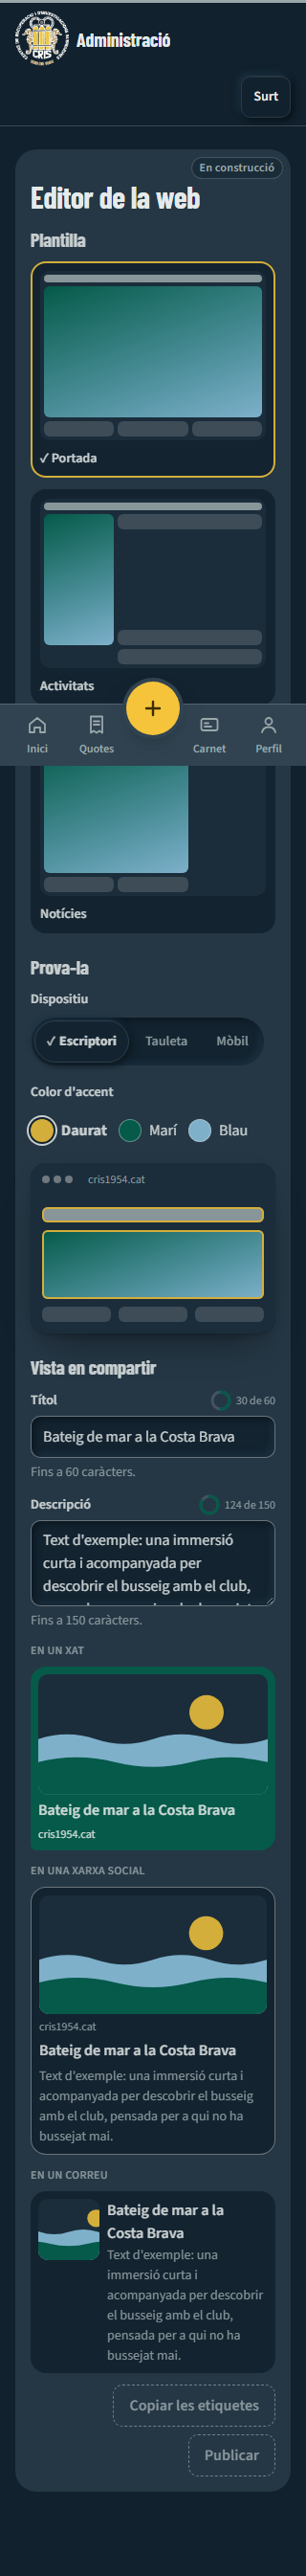 CRIS
Administració
Surt
En construcció
Editor de la web
Plantilla
✓ Portada
Activitats
Inici
Quotes
+
Carnet
Perfil
Notícies
Prova-la
Dispositiu
✓ Escriptori
Tauleta
Mòbil
Color d'accent
Daurat
Marí
Blau
cris1954.cat
Vista en compartir
Títol
30 de 60
Bateig de mar a la Costa Brava
Fins a 60 caràcters.
Descripció
124 de 150
Text d'exemple: una immersió
curta i acompanyada per
descobrir el busseig amb el club,
Fins a 150 caràcters.
EN UN XAT
Bateig de mar a la Costa Brava
cris1954.cat
EN UNA XARXA SOCIAL
cris1954.cat
Bateig de mar a la Costa Brava
Text d'exemple: una immersió curta i
acompanyada per descobrir el busseig
amb el club, pensada per a qui no ha
bussejat mai.
EN UN CORREU
Bateig de mar a la
Costa Brava
Text d'exemple: una
immersió curta i
acompanyada per descobrir
el busseig amb el club,
pensada per a qui no ha
bussejat mai.
Copiar les etiquetes
Publicar